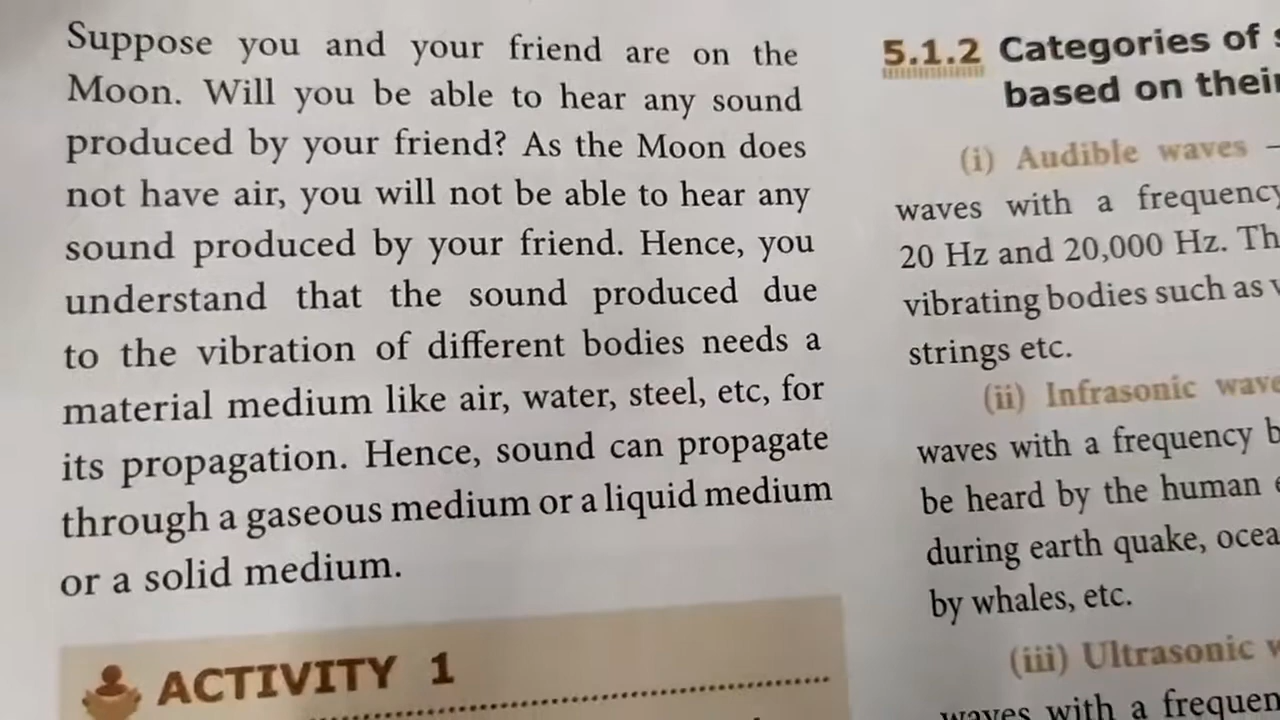 Suppose you and your friend are on the
Moon. Will you be able to hear any sound
produced by your friend? As the Moon does
not have air, you will not be able to hear any
sound produced by your friend. Hence, you
understand that the sound produced due
to the vibration of different bodies needs a
material medium like air, water, steel, etc, for
its propagation. Hence, sound can propagate
through a gaseous medium or a liquid medium
or a solid medium.
ACTIVITY 1
5.1.2 Categories of
based on their
(i) Audible waves –
waves with a frequency
20 Hz and 20,000 Hz. Th
vibrating bodies such as
strings etc.
(ii) Infrasonic wave
waves with a frequency b
be heard by the human
during earth quake, ocea
by whales, etc.
(iii) Ultrasonic w
waves with a frequen